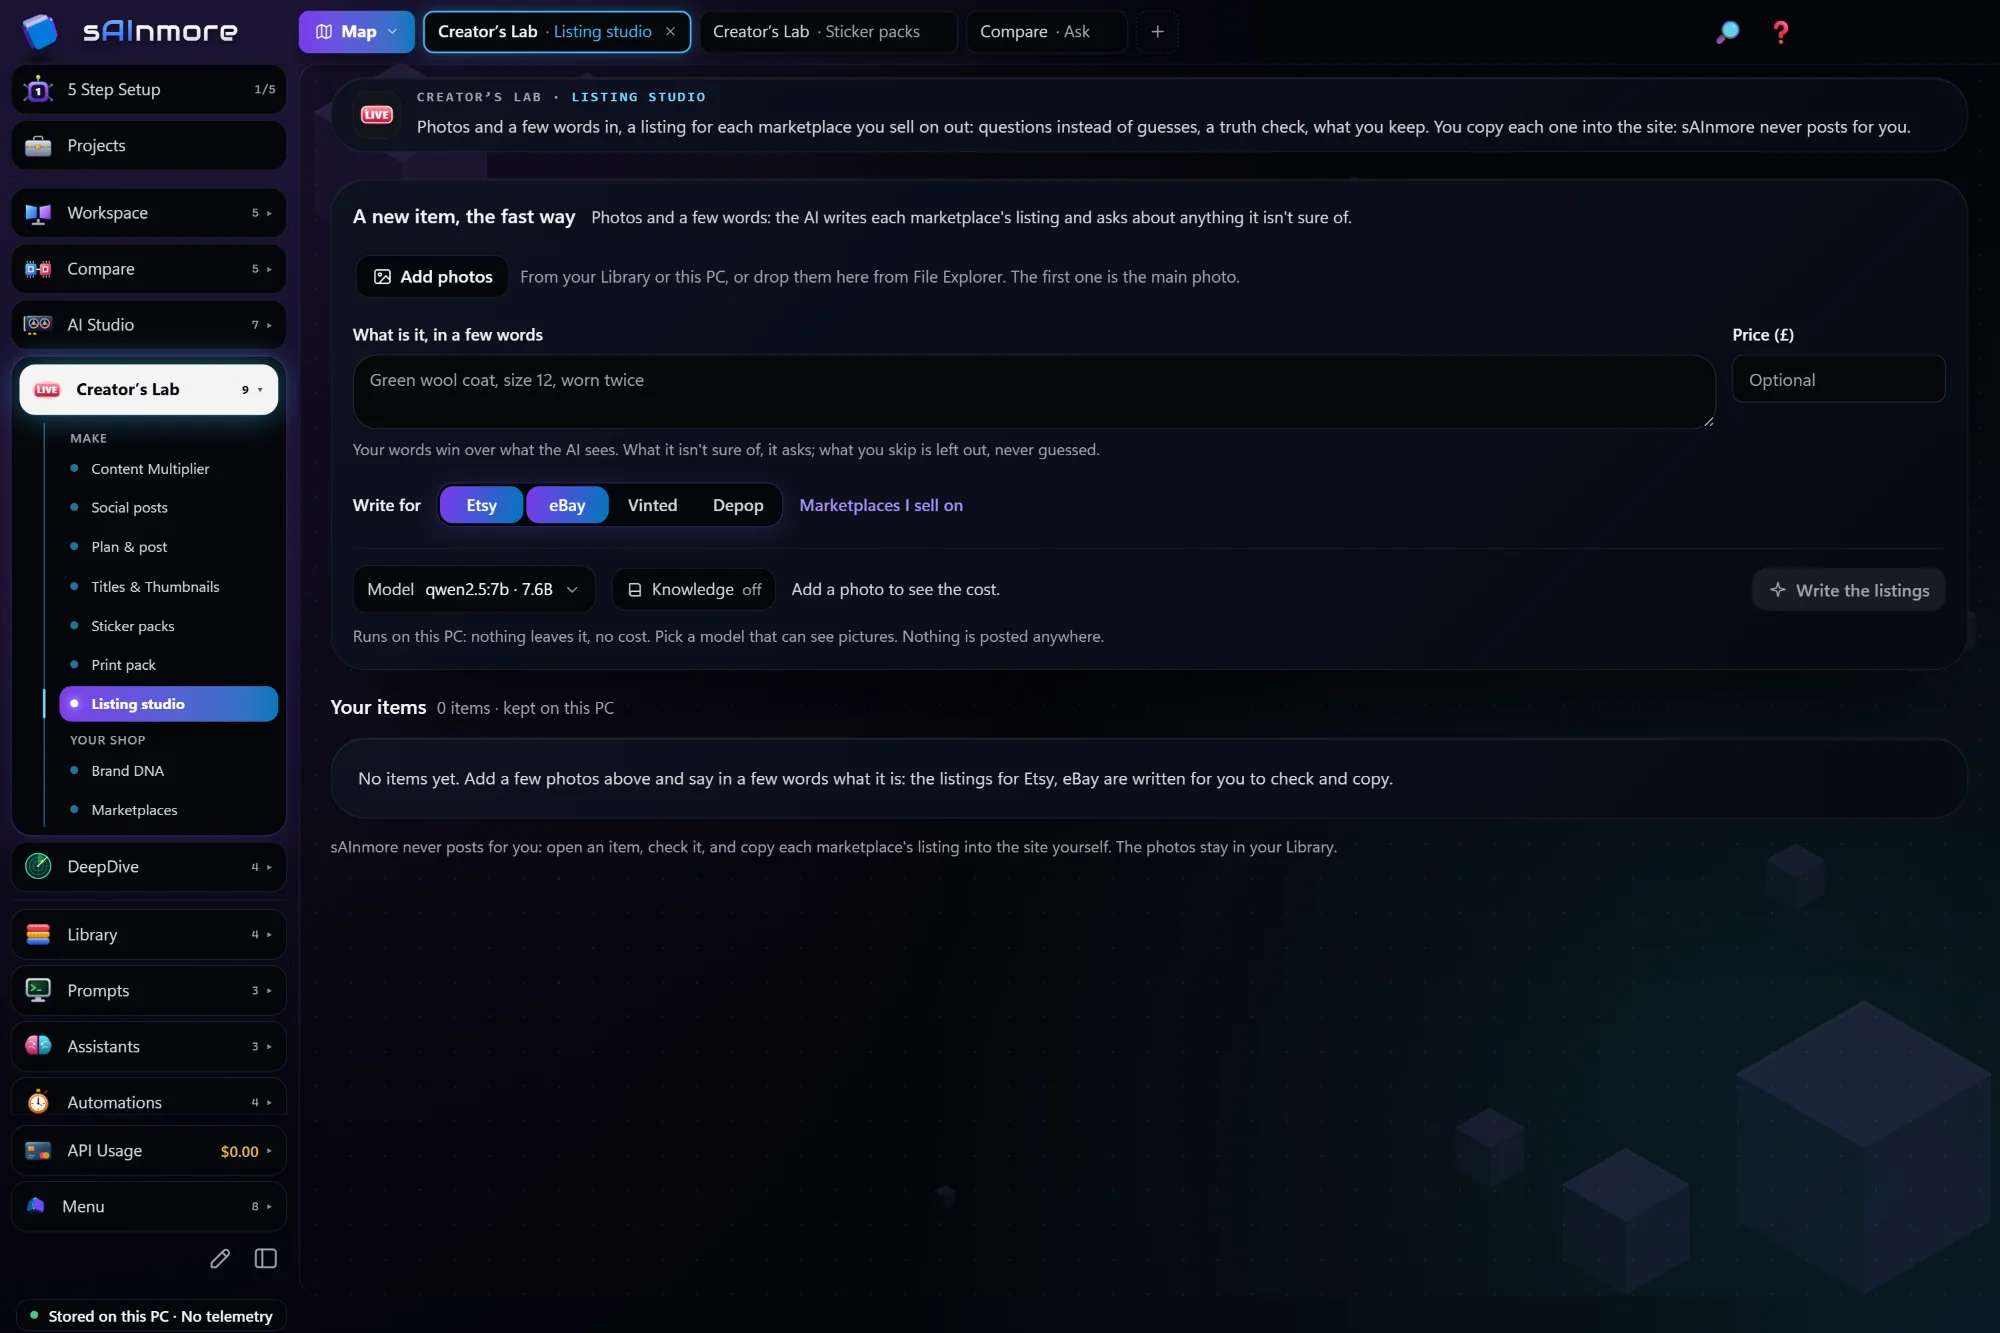 sAInmore
Map
Creator's Lab · Listing studio
Creator's Lab · Sticker packs
Compare · Ask
5 Step Setup 1/5
Projects
Workspace 5
Compare 5
AI Studio 7
LIVE Creator's Lab 9
MAKE
Content Multiplier
Social posts
Plan & post
Titles & Thumbnails
Sticker packs
Print pack
Listing studio
YOUR SHOP
Brand DNA
Marketplaces
DeepDive 4
Library 4
Prompts 3
Assistants 3
Automations 4
API Usage $0.00
Menu 8
Stored on this PC · No telemetry
LIVE
CREATOR'S LAB · LISTING STUDIO
Photos and a few words in, a listing for each marketplace you sell on out: questions instead of guesses, a truth check, what you keep. You copy each one into the site: sAInmore never posts for you.
A new item, the fast way Photos and a few words: the AI writes each marketplace's listing and asks about anything it isn't sure of.
Add photos From your Library or this PC, or drop them here from File Explorer. The first one is the main photo.
What is it, in a few words
Price (£)
Green wool coat, size 12, worn twice
Optional
Your words win over what the AI sees. What it isn't sure of, it asks; what you skip is left out, never guessed.
Write for Etsy eBay Vinted Depop Marketplaces I sell on
Model qwen2.5:7b · 7.6B Knowledge off Add a photo to see the cost. Write the listings
Runs on this PC: nothing leaves it, no cost. Pick a model that can see pictures. Nothing is posted anywhere.
Your items 0 items · kept on this PC
No items yet. Add a few photos above and say in a few words what it is: the listings for Etsy, eBay are written for you to check and copy.
sAInmore never posts for you: open an item, check it, and copy each marketplace's listing into the site yourself. The photos stay in your Library.